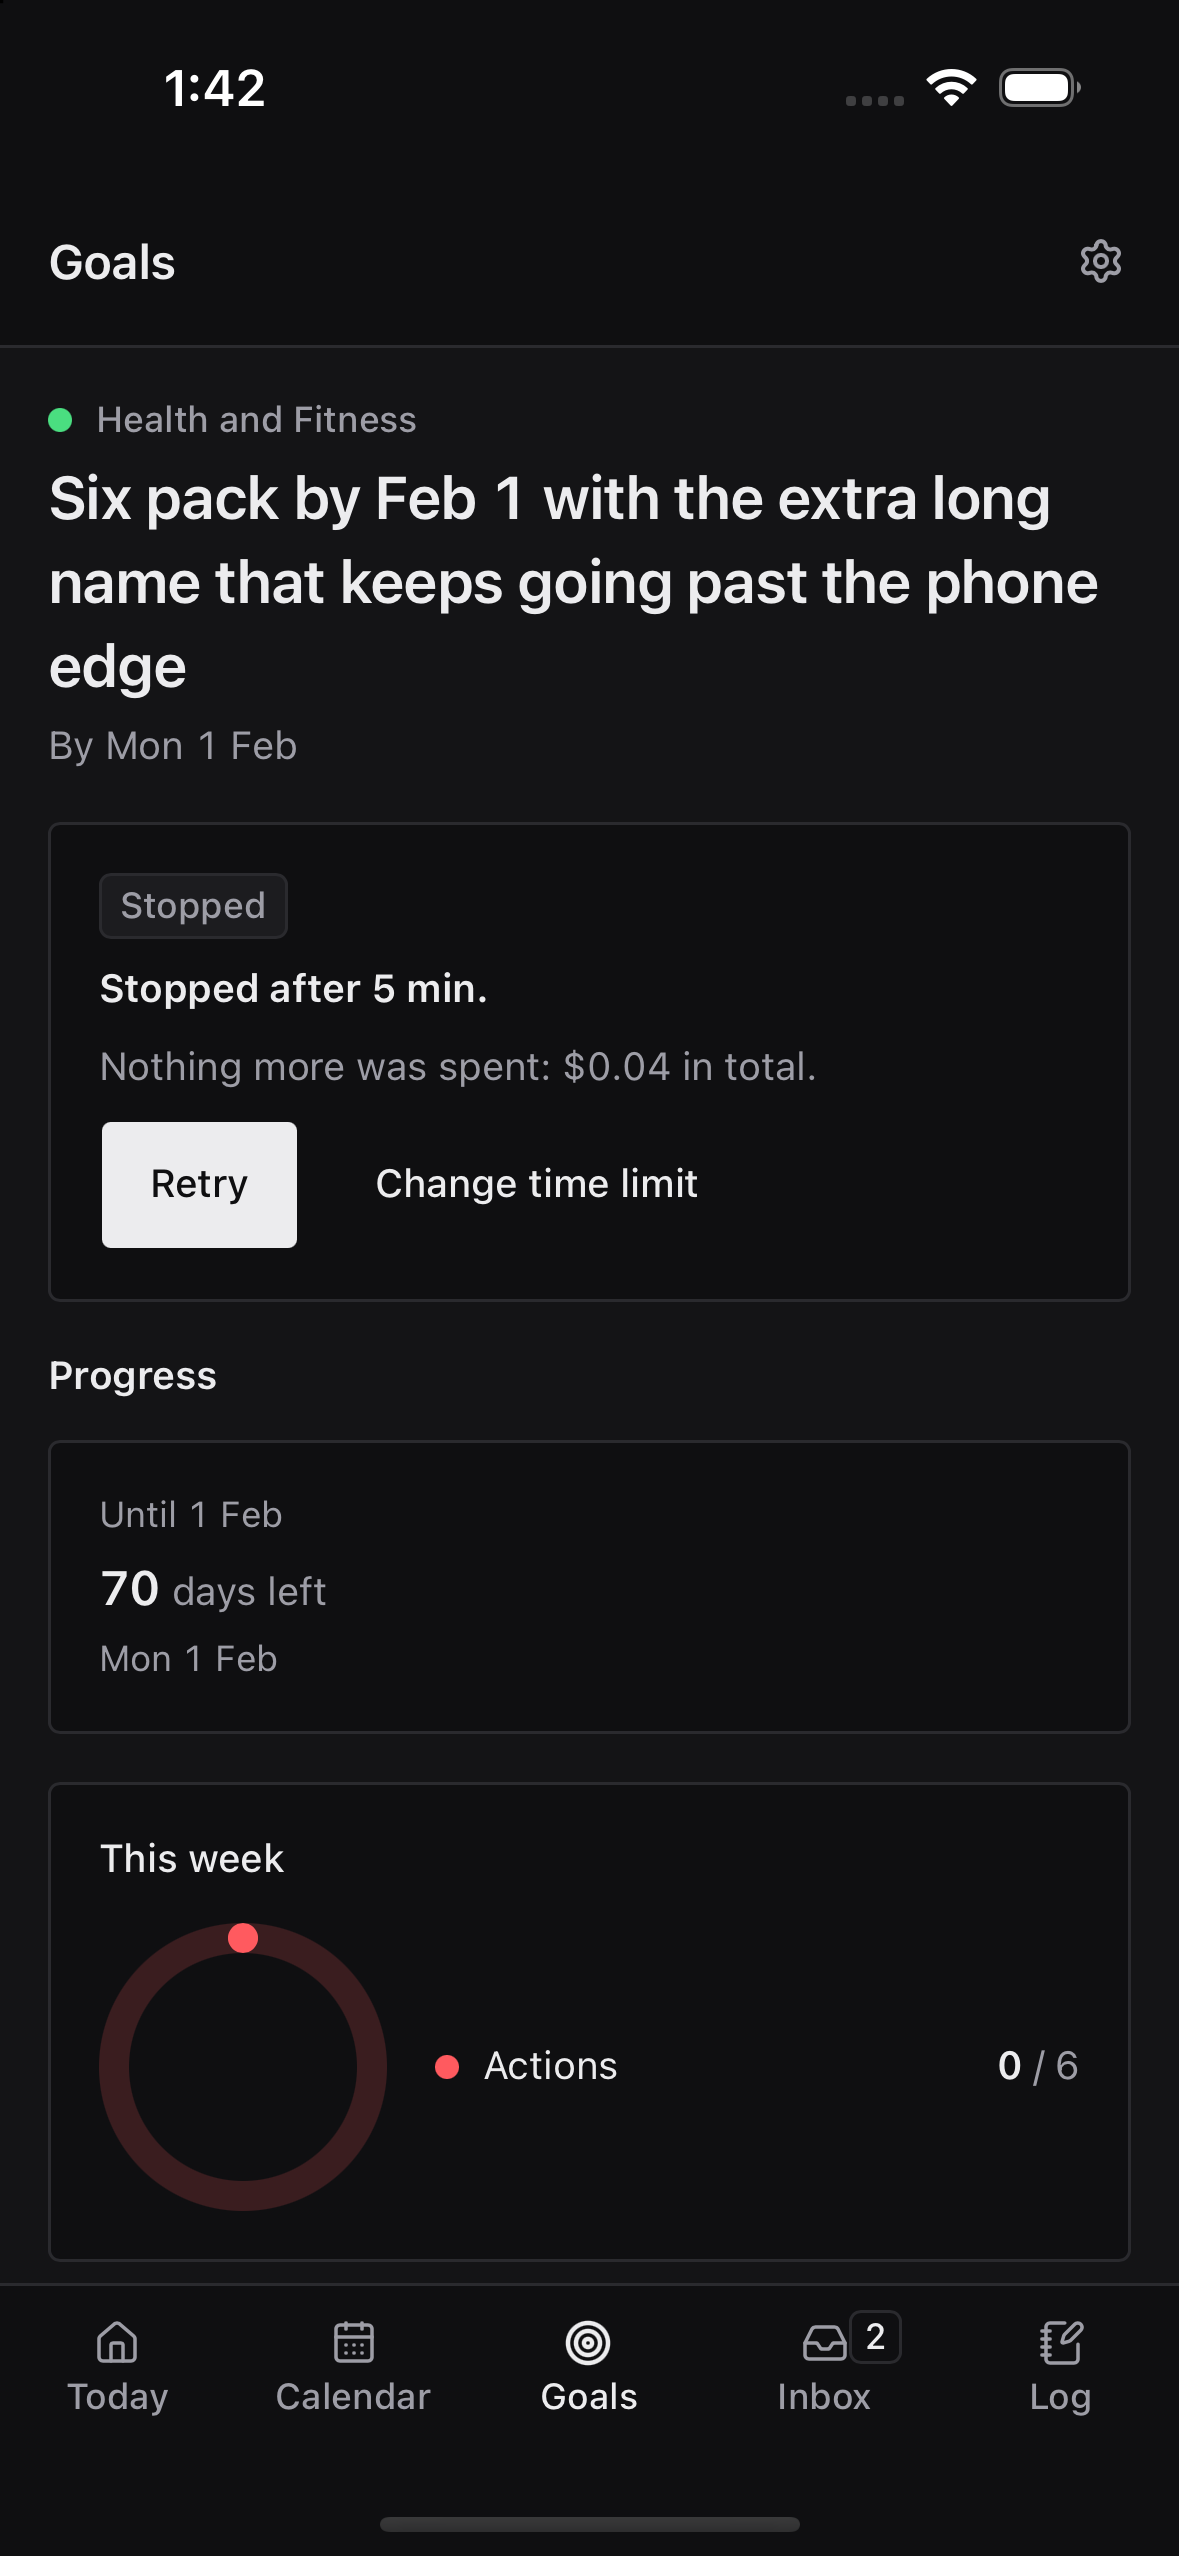 1:42
Goals
Health and Fitness
Six pack by Feb 1 with the extra long
name that keeps going past the phone
edge
By Mon 1 Feb
Stopped
Stopped after 5 min.
Nothing more was spent: $0.04 in total.
Retry
Change time limit
Progress
Until 1 Feb
70 days left
Mon 1 Feb
This week
Actions
0 / 6
2
Today
Calendar
Goals
Inbox
Log